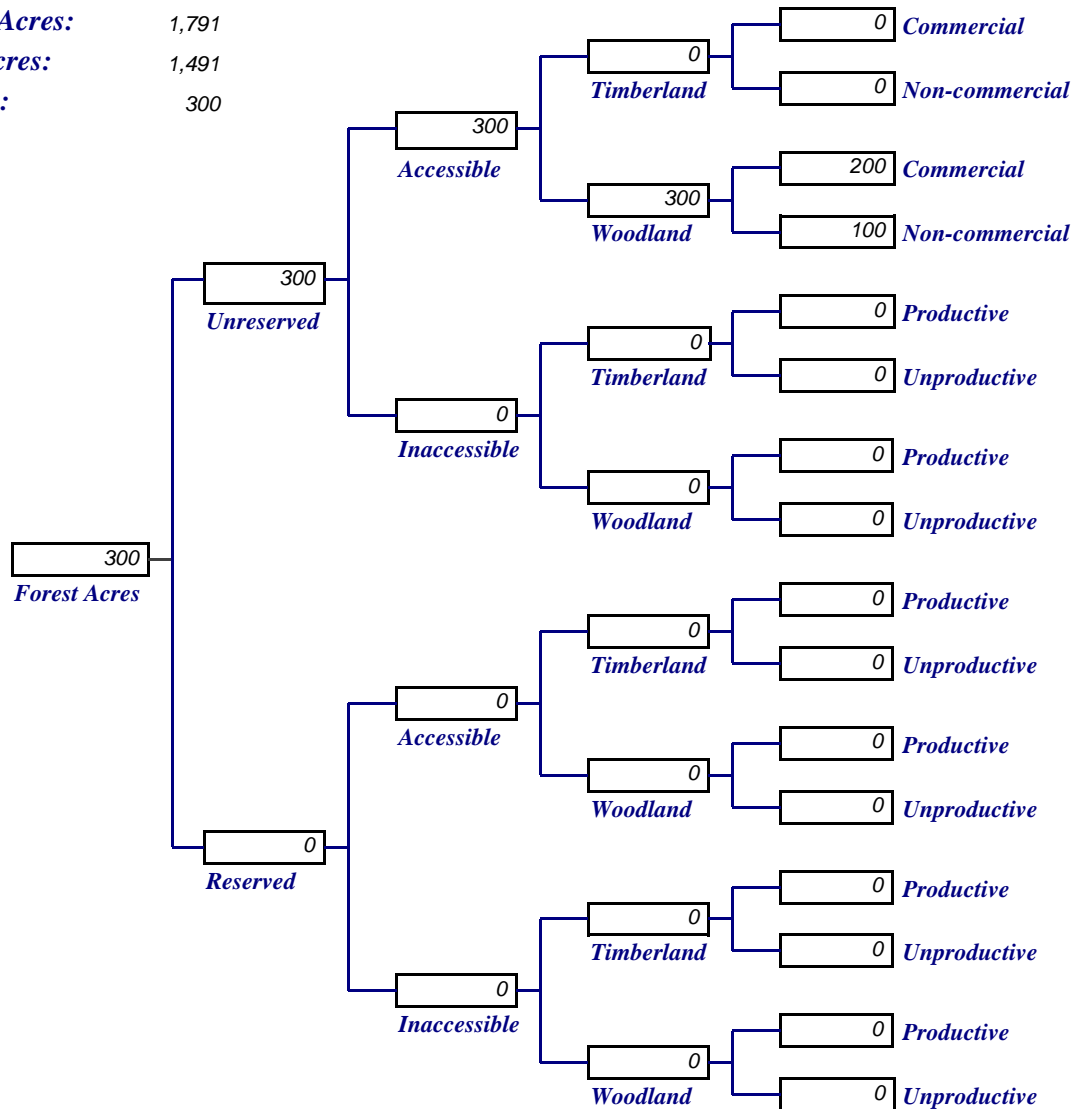 Acres: 1,791
cres: 1,491
: 300
0 Commercial
0 Timberland
0 Non-commercial
300 Accessible
200 Commercial
300 Woodland
100 Non-commercial
300 Unreserved
0 Productive
0 Timberland
0 Unproductive
0 Inaccessible
0 Productive
0 Woodland
0 Unproductive
300 Forest Acres
0 Productive
0 Timberland
0 Unproductive
0 Accessible
0 Productive
0 Woodland
0 Unproductive
0 Reserved
0 Productive
0 Timberland
0 Unproductive
0 Inaccessible
0 Productive
0 Woodland
0 Unproductive